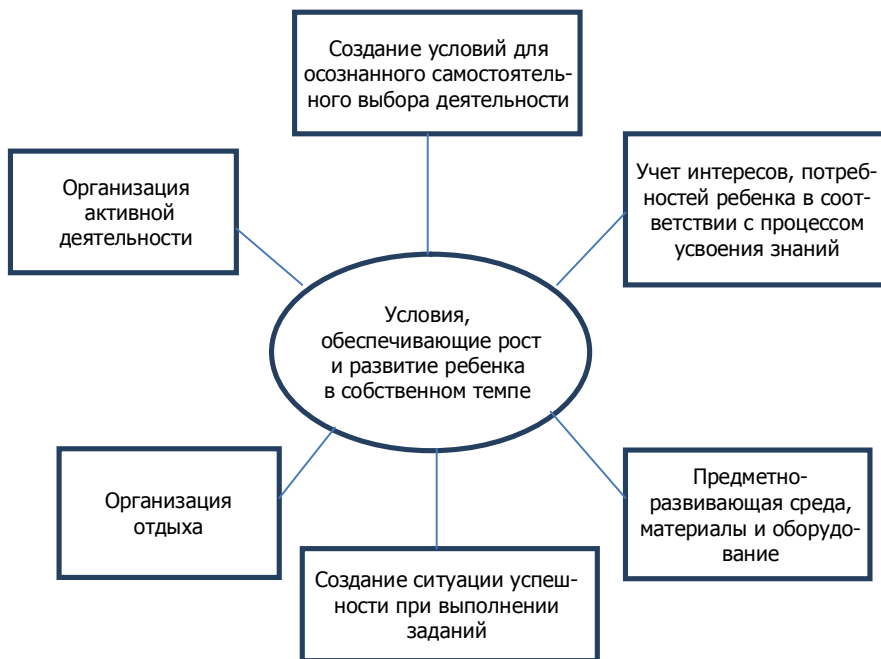 Создание условий для
осознанного самостоятель-
ного выбора деятельности
Организация
активной
деятельности
Учет интересов, потреб-
ностей ребенка в соот-
ветствии с процессом
усвоения знаний
Условия,
обеспечивающие рост
и развитие ребенка
в собственном темпе
Организация
отдыха
Предметно-
развивающая среда,
материалы и оборудо-
вание
Создание ситуации успеш-
ности при выполнении
заданий